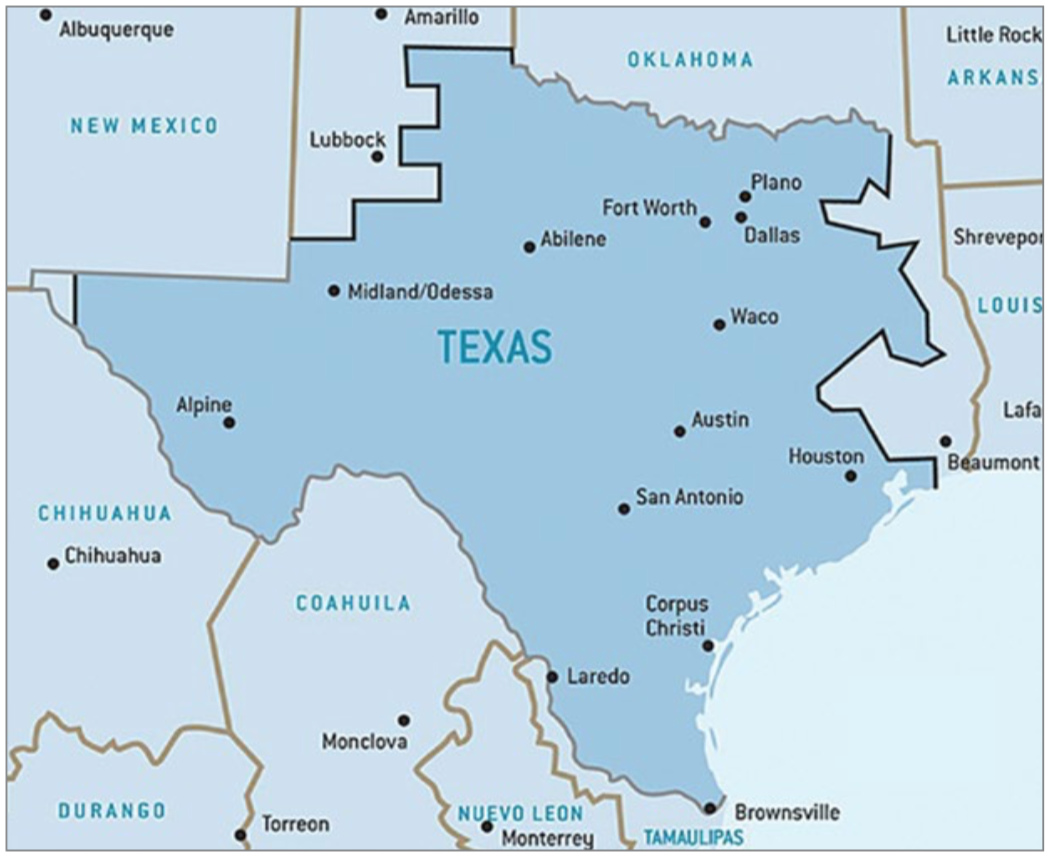 Albuquerque
Amarillo
OKLAHOMA
Little Rock
ARKANS
NEW MEXICO
Lubbock
Plano
Fort Worth
Dallas
Abilene
Shrevepor
Midland/Odessa
LOUIS
Waco
TEXAS
Alpine
Austin
Lafa
Houston
Beaumont
San Antonio
CHIHUAHUA
Chihuahua
COAHUILA
Corpus
Christi
Laredo
Monclova
DURANGO
Torreon
NUEVO LEON
Monterrey
Brownsville
TAMAULIPAS